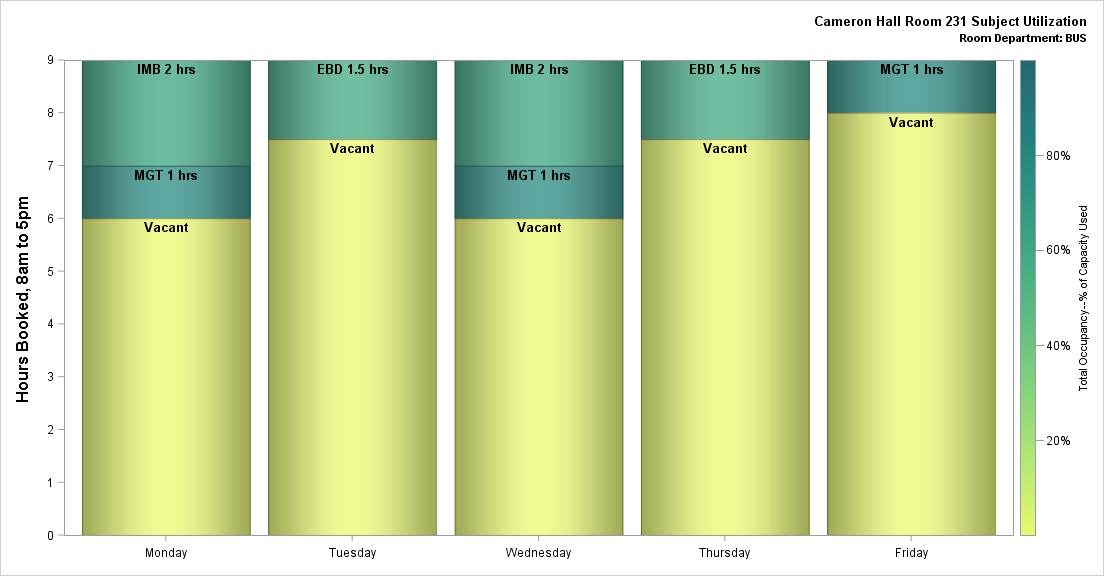 Cameron Hall Room 231 Subject Utilization
Room Department: BUS
Hours Booked, 8am to 5pm
9
8
7
6
5
4
3
2
1
0
IMB 2 hrs
MGT 1 hrs
Vacant
EBD 1.5 hrs
Vacant
IMB 2 hrs
MGT 1 hrs
Vacant
EBD 1.5 hrs
Vacant
MGT 1 hrs
Vacant
Monday
Tuesday
Wednesday
Thursday
Friday
80%
60%
40%
20%
Total Occupancy--% of Capacity Used